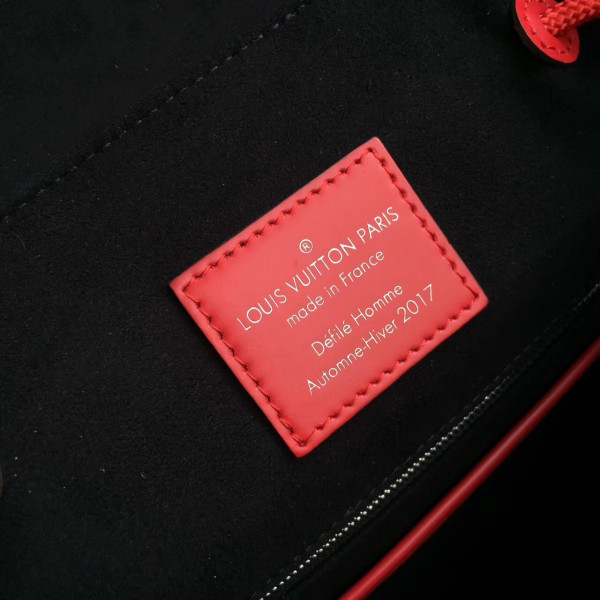 ®
LOUIS VUITTON PARIS
made in France
Défilé Homme
Automne-Hiver 2017